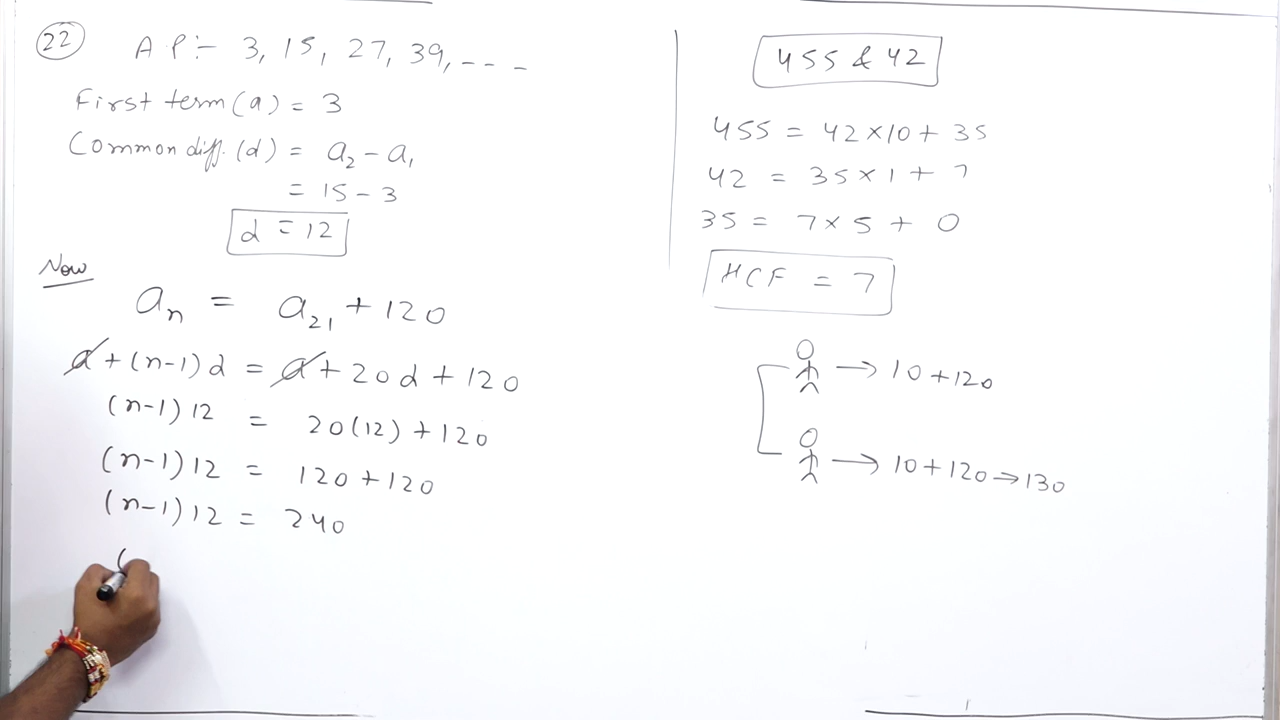 22 AP:- 3, 15, 27, 39, - - -
First term (a) = 3
Common diff. (d) = a₂ - a₁
= 15 - 3
d = 12
Now
aₙ = a₂₁ + 120
a + (n-1)d = a + 20d + 120
(n-1)12 = 20(12) + 120
(n-1)12 = 120 + 120
(n-1)12 = 240
(
455 & 42
455 = 42 × 10 + 35
42 = 35 × 1 + 7
35 = 7 × 5 + 0
HCF = 7
→ 10 + 120
→ 10 + 120 → 130